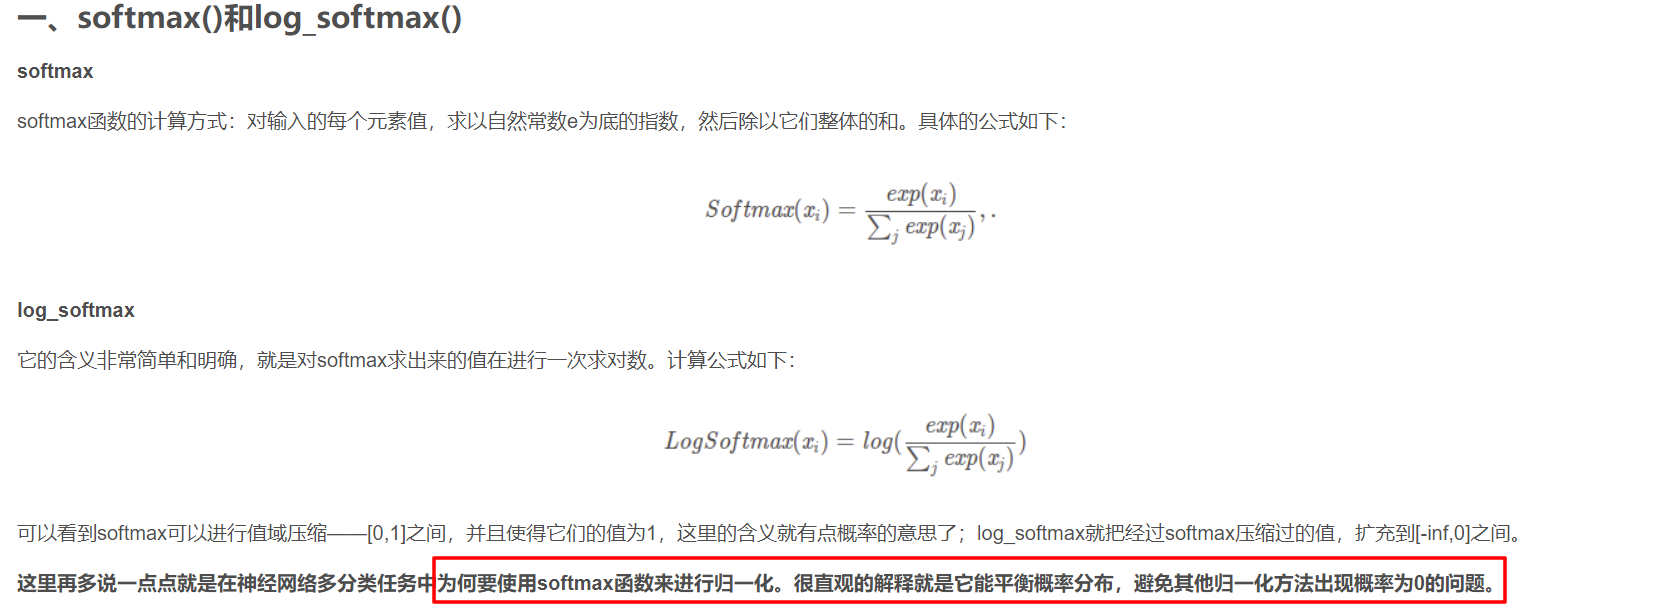 一、softmax()和log_softmax()
softmax
softmax函数的计算方式：对输入的每个元素值，求以自然常数e为底的指数，然后除以它们整体的和。具体的公式如下：
Softmax(x_i) = \frac{exp(x_i)}{\sum_j exp(x_j)},.
log_softmax
它的含义非常简单和明确，就是对softmax求出来的值在进行一次求对数。计算公式如下：
LogSoftmax(x_i) = log(\frac{exp(x_i)}{\sum_j exp(x_j)})
可以看到softmax可以进行值域压缩——[0,1]之间，并且使得它们的值为1，这里的含义就有点概率的意思了；log_softmax就把经过softmax压缩过的值，扩充到[-inf,0]之间。
这里再多说一点点就是在神经网络多分类任务中为何要使用softmax函数来进行归一化。很直观的解释就是它能平衡概率分布，避免其他归一化方法出现概率为0的问题。